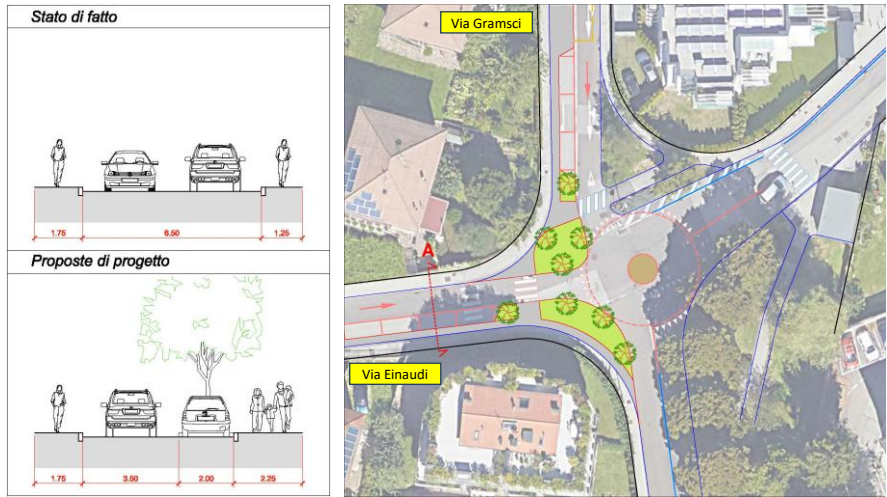 Stato di fatto
1.75
6.50
1.25
Proposte di progetto
1.75
3.50
2.00
2.25
Via Gramsci
A
Via Einaudi